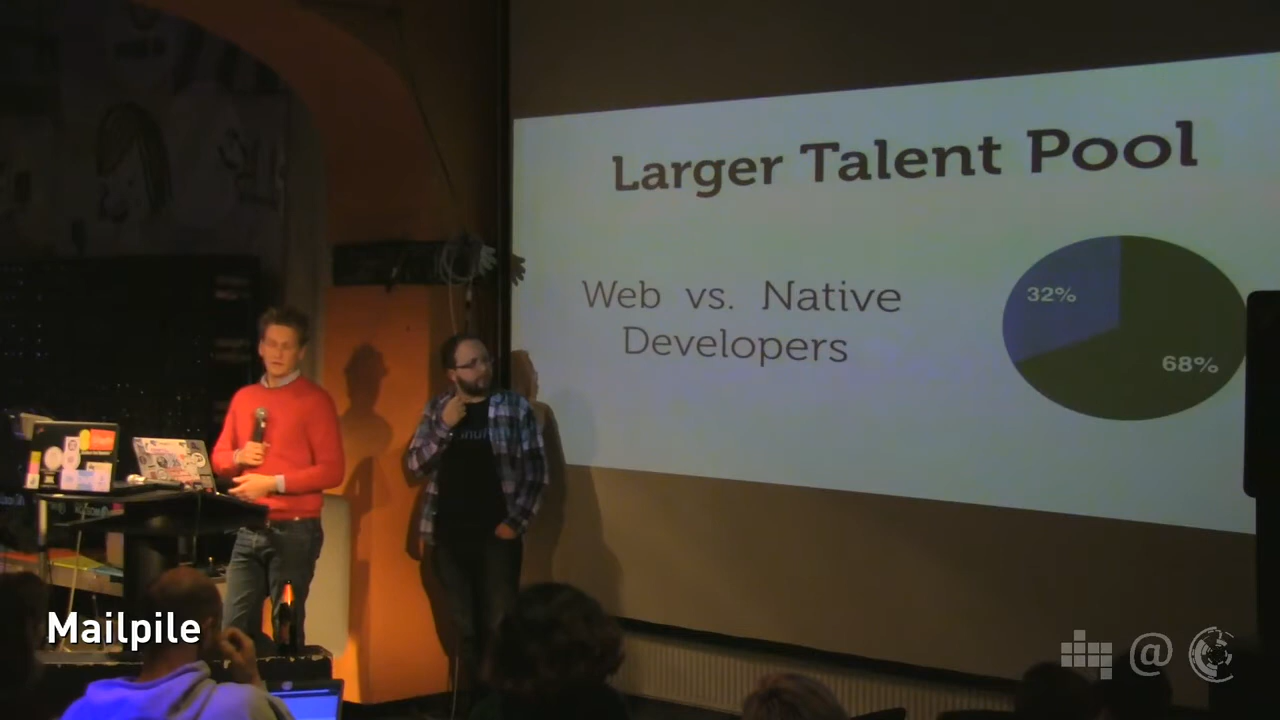 Larger Talent Pool
Web vs. Native
Developers
32%
68%
Mailpile
@